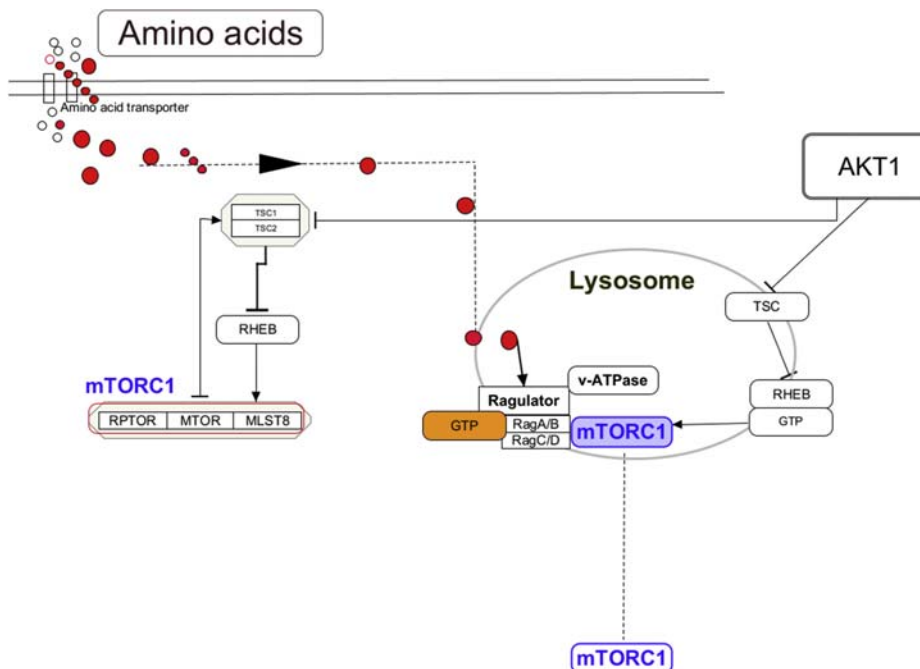 Amino acids
Amino acid transporter
AKT1
TSC1
TSC2
Lysosome
TSC
RHEB
mTORC1
v-ATPase
RHEB
Ragulator
RPTOR MTOR MLST8
GTP
RagA/B
mTORC1
GTP
RagC/D
mTORC1